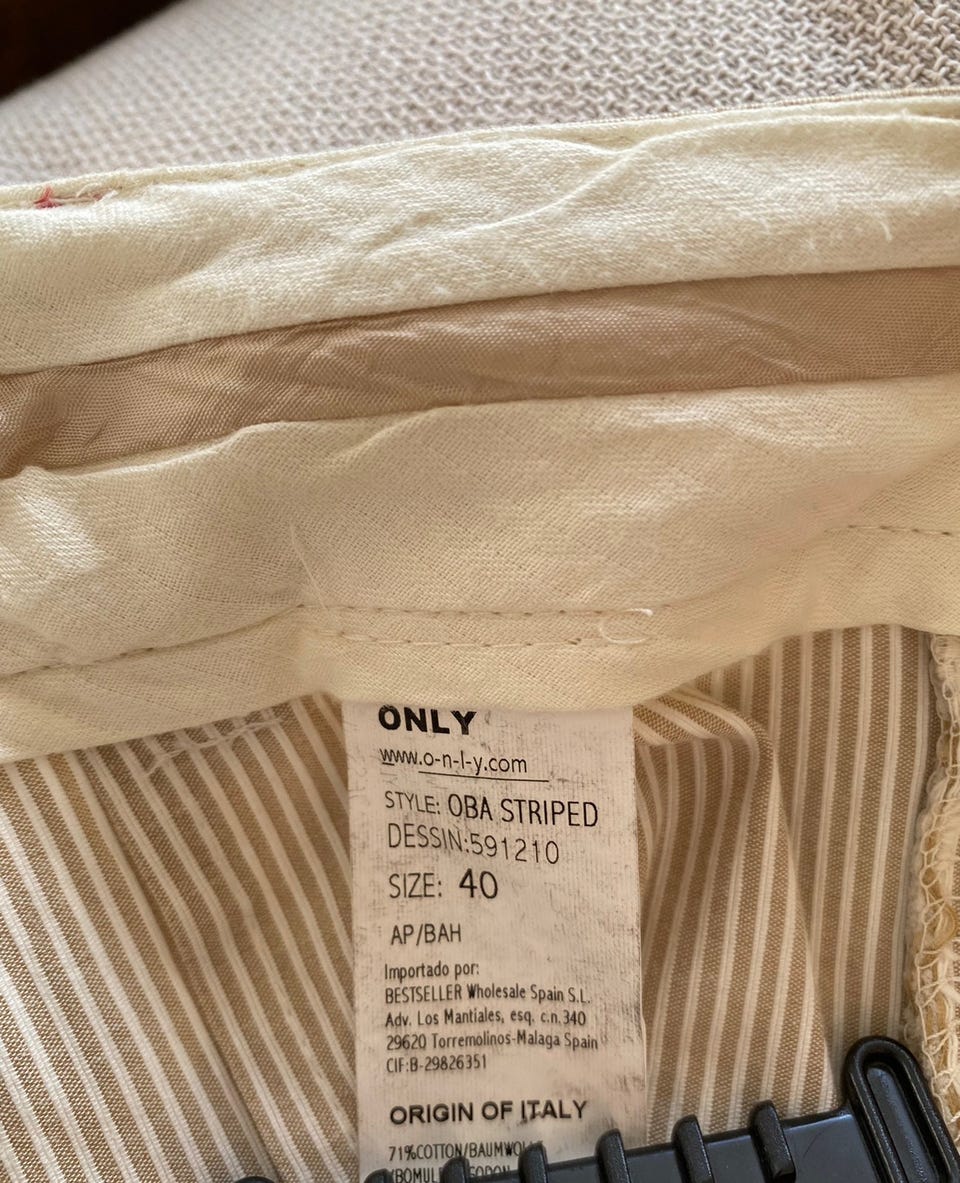 ONLY
www.o-n-l-y.com
STYLE: OBA STRIPED
DESSIN:591210
SIZE: 40
AP/BAH
Importado por:
BESTSELLER Wholesale Spain S.L.
Adv. Los Mantiales, esq. c.n.340
29620 Torremolinos-Malaga Spain
CIF:B-29826351
ORIGIN OF ITALY
71%COTTON/